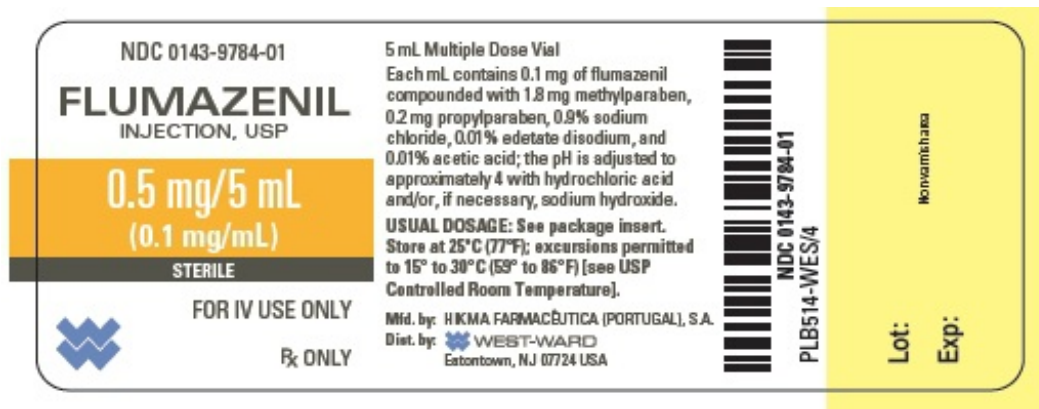 NDC 0143-9784-01
FLUMAZENIL
INJECTION, USP
0.5 mg/5 mL
(0.1 mg/mL)
STERILE
FOR IV USE ONLY
Rx ONLY
5 mL Multiple Dose Vial
Each mL contains 0.1 mg of flumazenil
compounded with 1.8 mg methylparaben,
0.2 mg propylparaben, 0.9% sodium
chloride, 0.01% edetate disodium, and
0.01% acetic acid; the pH is adjusted to
approximately 4 with hydrochloric acid
and/or, if necessary, sodium hydroxide.
USUAL DOSAGE: See package insert.
Store at 25°C (77°F); excursions permitted
to 15° to 30°C (59° to 86°F) [see USP
Controlled Room Temperature].
Mfd. by: HIKMA FARMACÊUTICA (PORTUGAL), S.A.
Dist. by: WEST-WARD
Eatontown, NJ 07724 USA
NDC 0143-9784-01
PLB514-WES/4
Non-varnish area
Lot:
Exp: